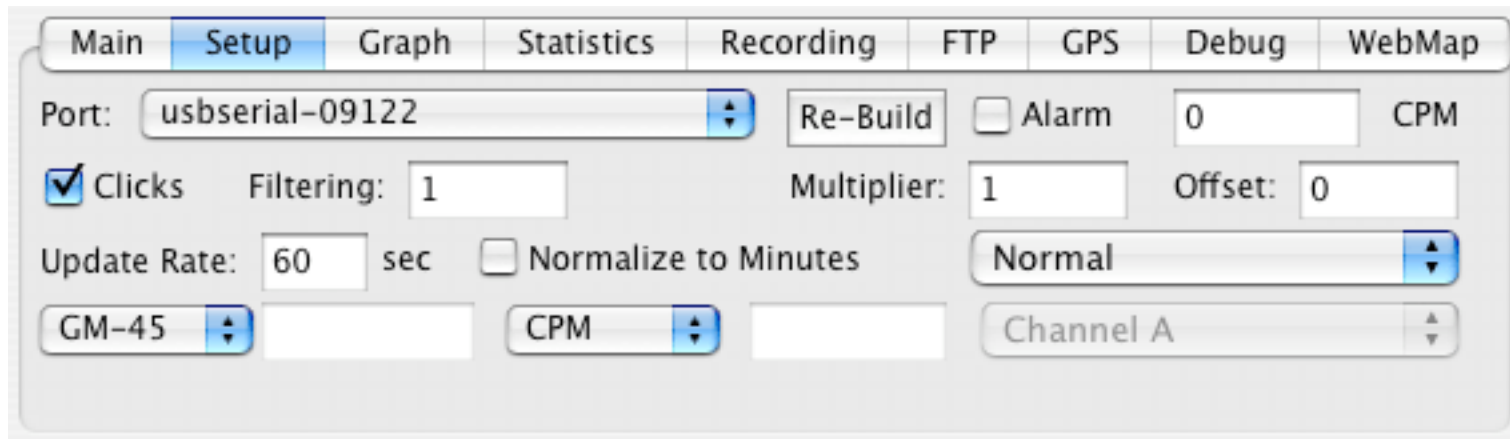 Main Setup Graph Statistics Recording FTP GPS Debug WebMap
Port: usbserial-09122 Re-Build Alarm 0 CPM
Clicks Filtering: 1 Multiplier: 1 Offset: 0
Update Rate: 60 sec Normalize to Minutes Normal
GM-45 CPM Channel A